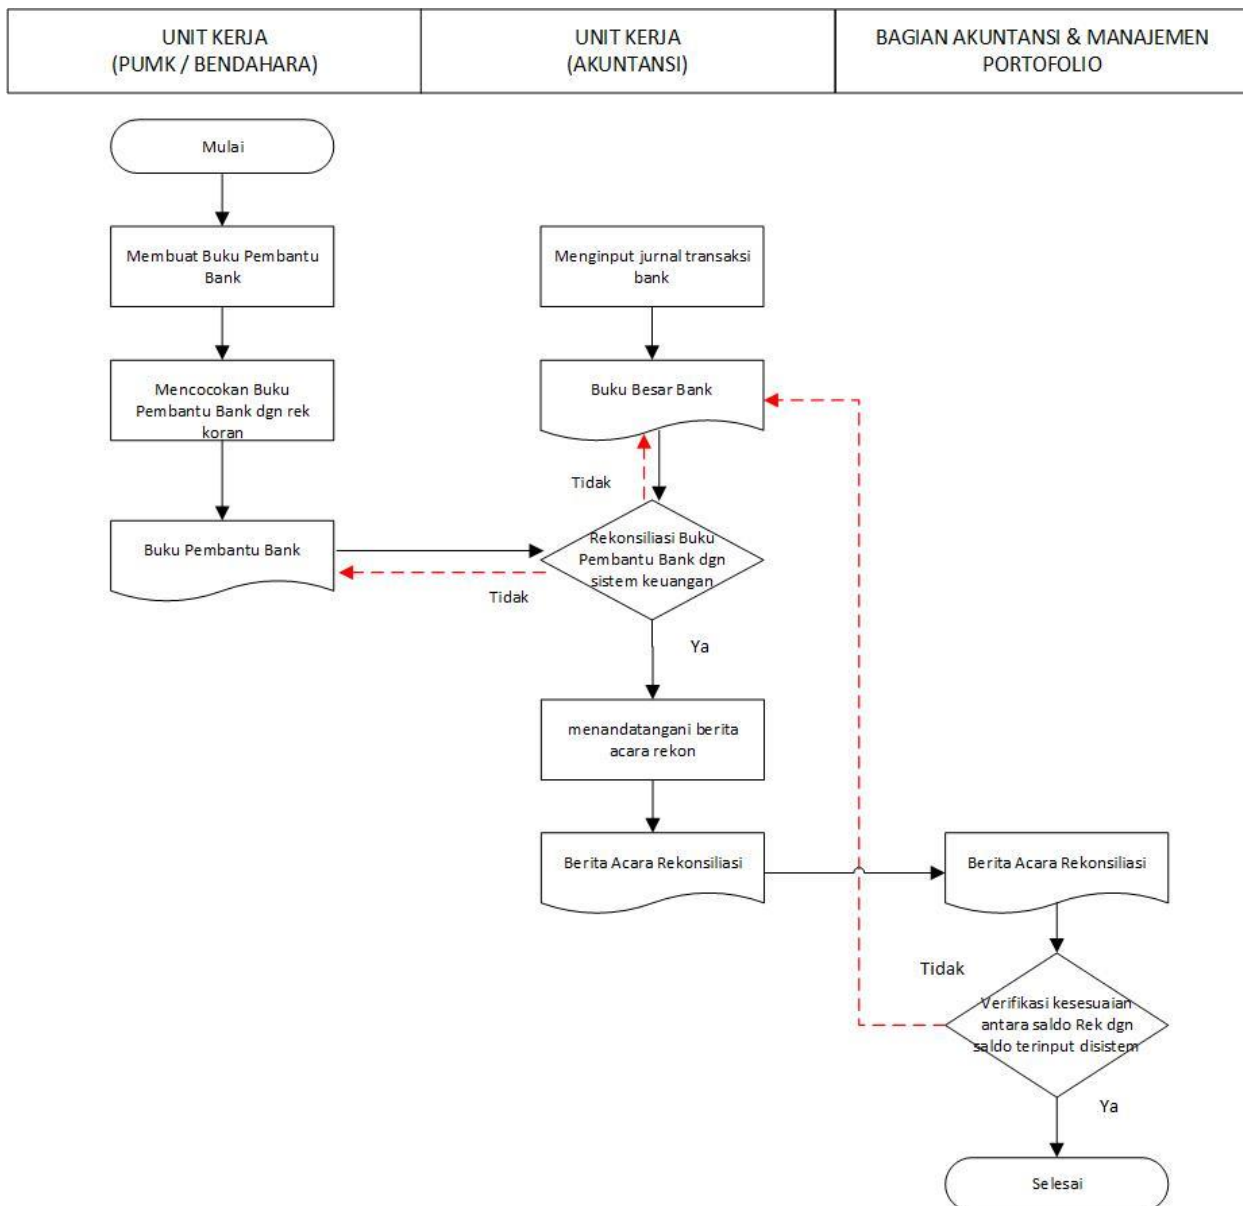 UNIT KERJA
(PUMK / BENDAHARA)
UNIT KERJA
(AKUNTANSI)
BAGIAN AKUNTANSI & MANAJEMEN
PORTOFOLIO
Mulai
Membuat Buku Pembantu
Bank
Menginput jurnal transaksi
bank
Mencocokan Buku
Pembantu Bank dgn rek
koran
Buku Besar Bank
Tidak
Buku Pembantu Bank
Rekonsiliasi Buku
Pembantu Bank dgn
sistem keuangan
Tidak
Ya
menandatangani berita
acara rekon
Berita Acara Rekonsiliasi
Berita Acara Rekonsiliasi
Tidak
Verifikasi kesesuaian
antara saldo Rek dgn
saldo terinput disistem
Ya
Selesai